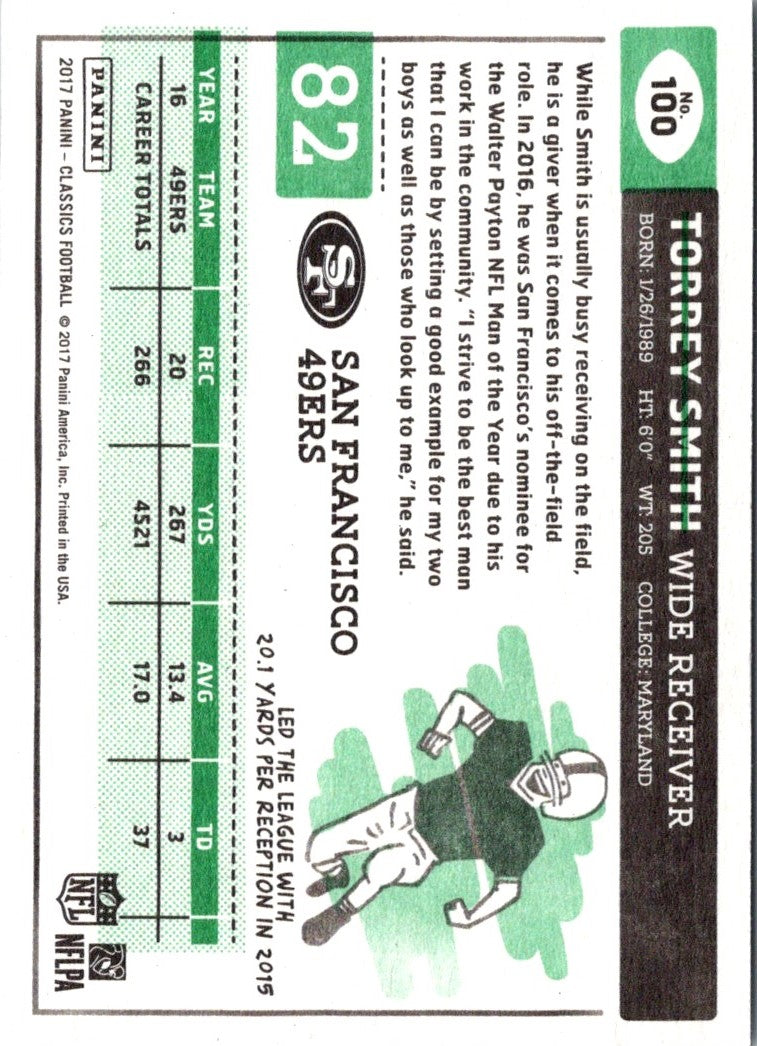 No.
100
TORREY SMITH WIDE RECEIVER
BORN: 1/26/1989 HT: 6'0" WT: 205 COLLEGE: MARYLAND
While Smith is usually busy receiving on the field,
he is a giver when it comes to his off-the-field
role. In 2016, he was San Francisco's nominee for
the Walter Payton NFL Man of the Year due to his
work in the community. "I strive to be the best man
that I can be by setting a good example for my two
boys as well as those who look up to me," he said.
82
SF
SAN FRANCISCO
49ERS
LED THE LEAGUE WITH
20.1 YARDS PER RECEPTION IN 2015
YEAR TEAM REC YDS AVG TD
16 49ERS 20 267 13.4 3
CAREER TOTALS 266 4521 17.0 37
PANINI
2017 PANINI – CLASSICS FOOTBALL © 2017 Panini America, Inc. Printed in the USA.
NFL
NFLPA